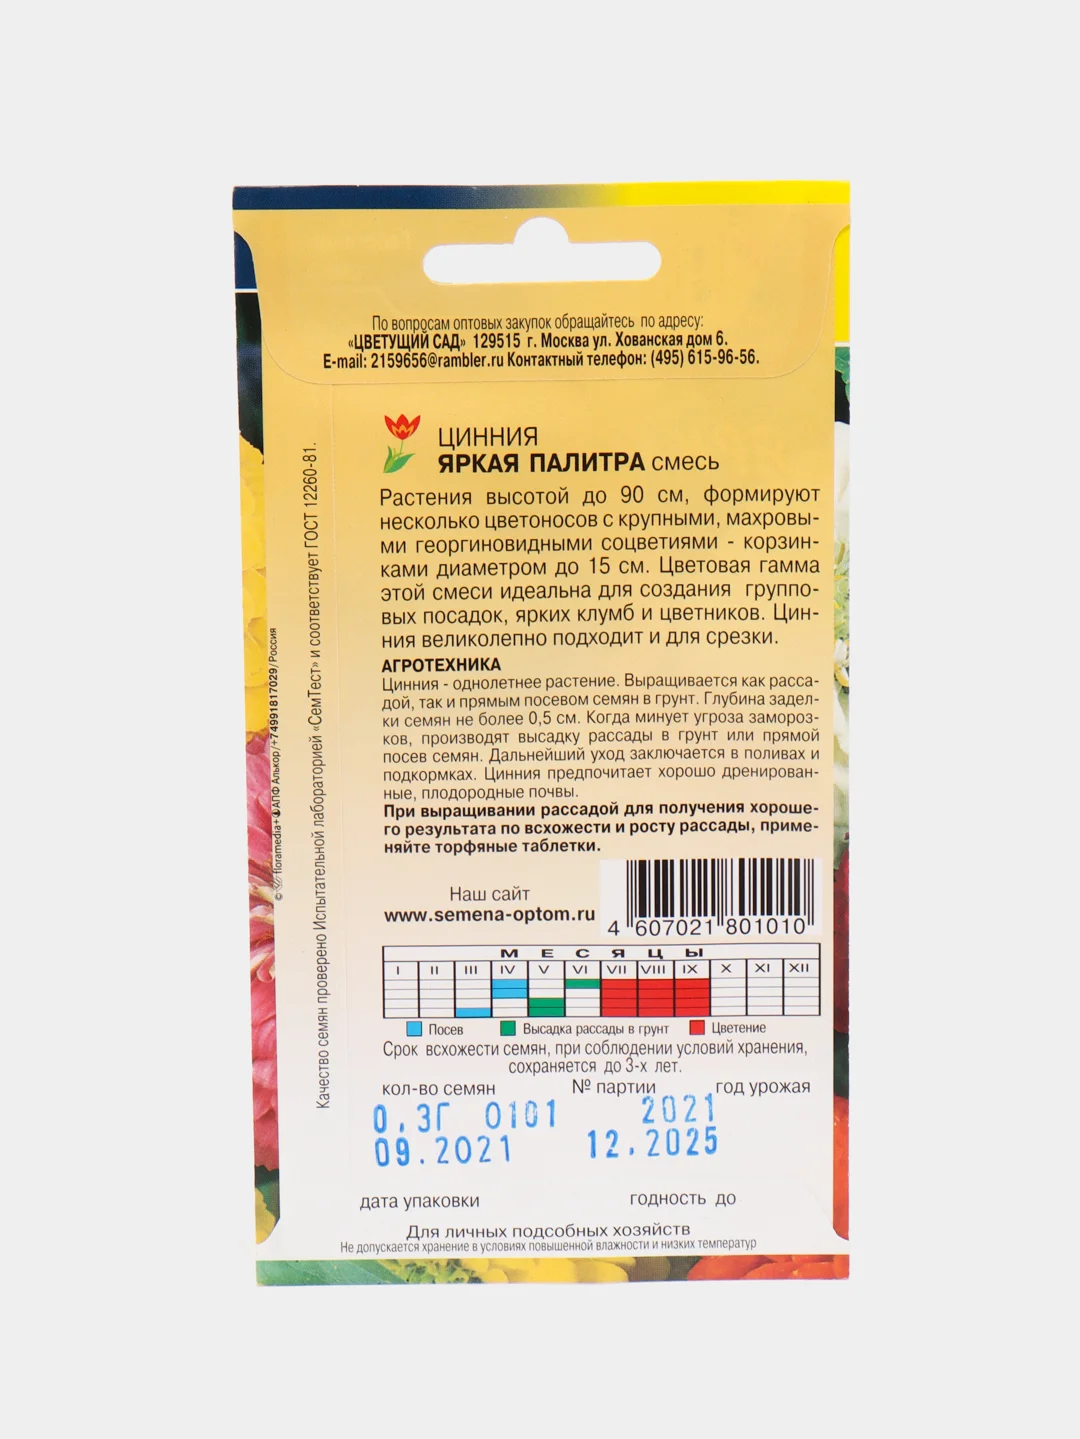 По вопросам оптовых закупок обращайтесь по адресу:
«ЦВЕТУЩИЙ САД» 129515 г. Москва ул. Хованская дом 6.
E-mail: 2159656@rambler.ru Контактный телефон: (495) 615-96-56.
ЦИННИЯ
ЯРКАЯ ПАЛИТРА смесь
Растения высотой до 90 см, формируют
несколько цветоносов с крупными, махровы-
ми георгиновидными соцветиями - корзин-
ками диаметром до 15 см. Цветовая гамма
этой смеси идеальна для создания группо-
вых посадок, ярких клумб и цветников. Цин-
ния великолепно подходит и для срезки.
АГРОТЕХНИКА
Цинния - однолетнее растение. Выращивается как расса-
дой, так и прямым посевом семян в грунт. Глубина задел-
ки семян не более 0,5 см. Когда минует угроза замороз-
ков, производят высадку рассады в грунт или прямой
посев семян. Дальнейший уход заключается в поливах и
подкормках. Цинния предпочитает хорошо дренирован-
ные, плодородные почвы.
При выращивании рассадой для получения хороше-
го результата по всхожести и росту рассады, приме-
няйте торфяные таблетки.
Наш сайт
www.semena-optom.ru
4 607021 801010
МЕСЯЦЫ
I II III IV V VI VII VIII IX X XI XII
Посев Высадка рассады в грунт Цветение
Срок всхожести семян, при соблюдении условий хранения,
сохраняется до 3-х лет.
кол-во семян № партии год урожая
0,3Г 0101 2021
09.2021 12.2025
дата упаковки годность до
Для личных подсобных хозяйств
Не допускается хранение в условиях повышенной влажности и низких температур
Качество семян проверено Испытательной лабораторией «СемТест» и соответствует ГОСТ 12260-81.
© floramedia + АПФ Алькор/+74991817029/Россия